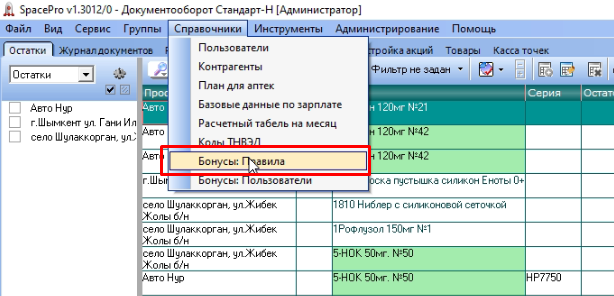 SpacePro v1.3012/0 - Документооборот Стандарт-Н [Администратор]
Файл Вид Сервис Группы Справочники Инструменты Администрирование Помощь
Остатки Журнал документов стройка акций Товары Касса точек
Остатки Фильтр не задан
Пользователи
Контрагенты
План для аптек
Базовые данные по зарплате
Расчетный табель на месяц
Коды ТНВЭД
Бонусы: Правила
Бонусы: Пользователи
Авто Нур
г.Шымкент ул. Гани Ил
село Шулаккорган, ул.
Прос Серия Остат
Авто н 120мг №21
Авто н 120мг №42
Авто н 120мг №42
г.Шым оска пустышка силикон Еноты 0+
село Шулаккорган, ул.Жибек Жолы б/н 1810 Ниблер с силиконовой сеточкой
село Шулаккорган, ул.Жибек Жолы б/н 1Рофлузол 150мг №1
село Шулаккорган, ул.Жибек Жолы б/н 5-НОК 50мг. №50
Авто Нур 5-НОК 50мг. №50 HP7750